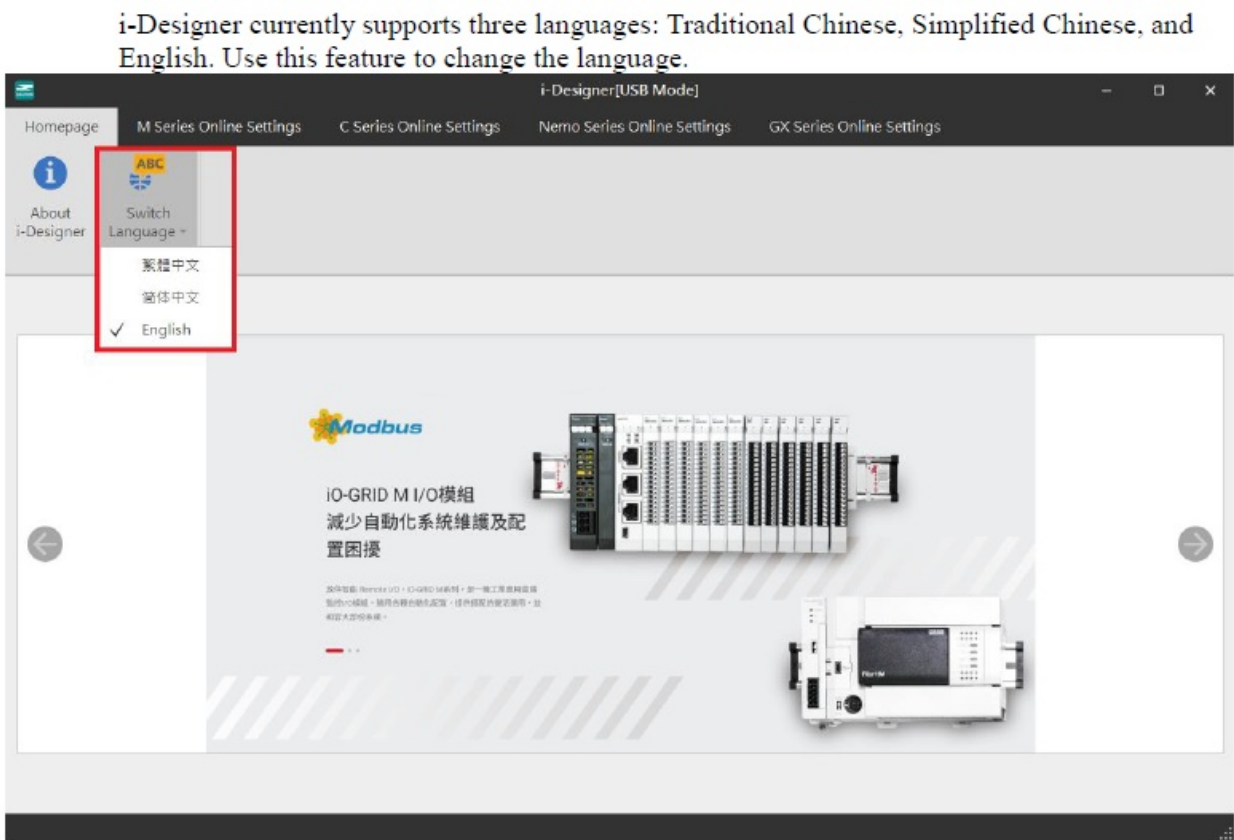 i-Designer currently supports three languages: Traditional Chinese, Simplified Chinese, and
English. Use this feature to change the language.
i-Designer[USB Mode]
Homepage M Series Online Settings C Series Online Settings Nemo Series Online Settings GX Series Online Settings
ABC
About
i-Designer
Switch
Language
繁體中文
简体中文
English
Modbus
iO-GRID M I/O模組
減少自動化系統維護及配
置困擾